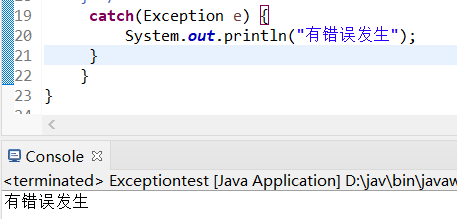 19 catch(Exception e) {
20 System.out.println("有错误发生");
21 }
22 }
23 }
Console
<terminated> Exceptiontest [Java Application] D:\jav\bin\javaw
有错误发生